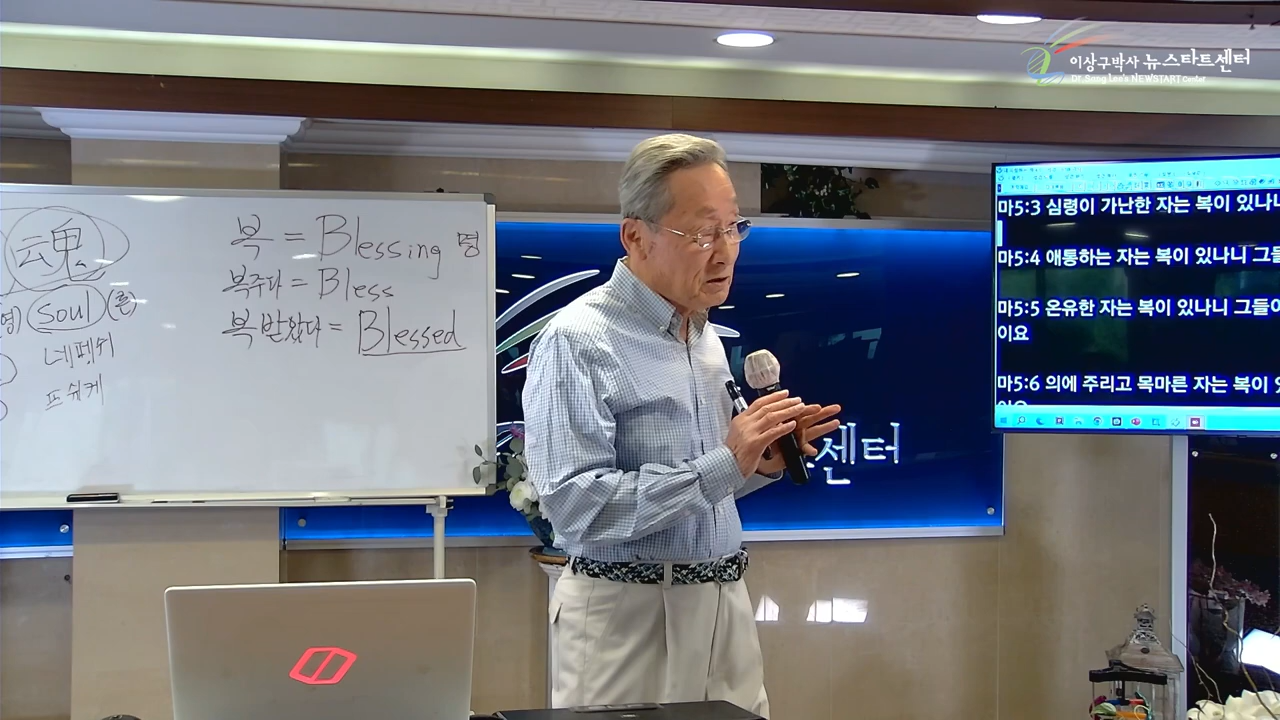 이상구박사 뉴스타트센터
Dr. Sang Lee's NEWSTART Center
魂
soul (혼)
네페쉬
프쉬케
복 = Blessing 명
복주다 = Bless
복 받았다 = Blessed
센터
마5:3 심령이 가난한 자는 복이 있나니
마5:4 애통하는 자는 복이 있나니 그들
마5:5 온유한 자는 복이 있나니 그들이
이요
마5:6 의에 주리고 목마른 자는 복이